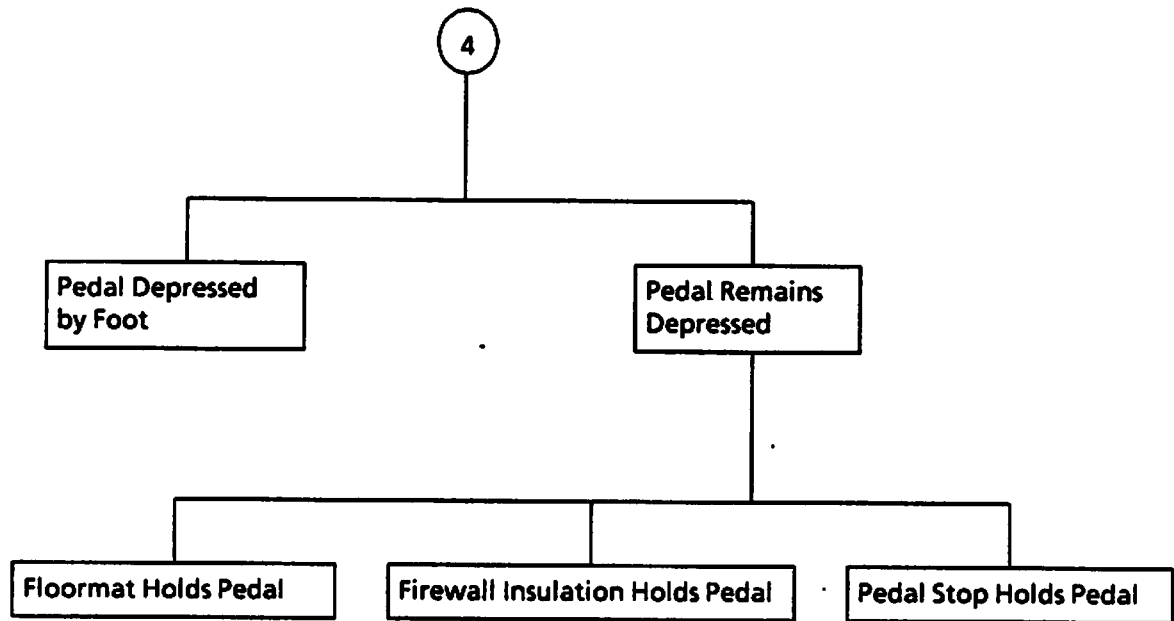 4
Pedal Depressed
by Foot
Pedal Remains
Depressed
Floormat Holds Pedal
Firewall Insulation Holds Pedal
Pedal Stop Holds Pedal